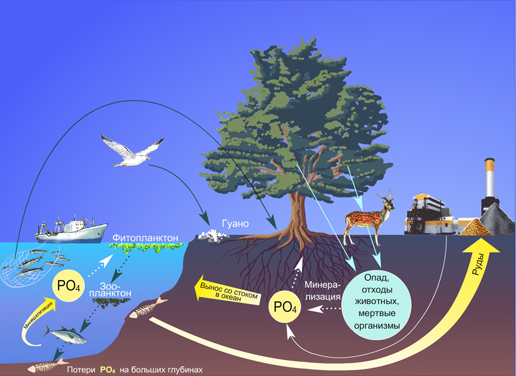 Гуано
Фитопланктон
PO4
Зоо-
планктон
Минерализация
Потери PO4 на больших глубинах
Вынос со стоком
в океан
Минера-
лизация
PO4
Опад,
отходы
животных,
мертвые
организмы
Руды